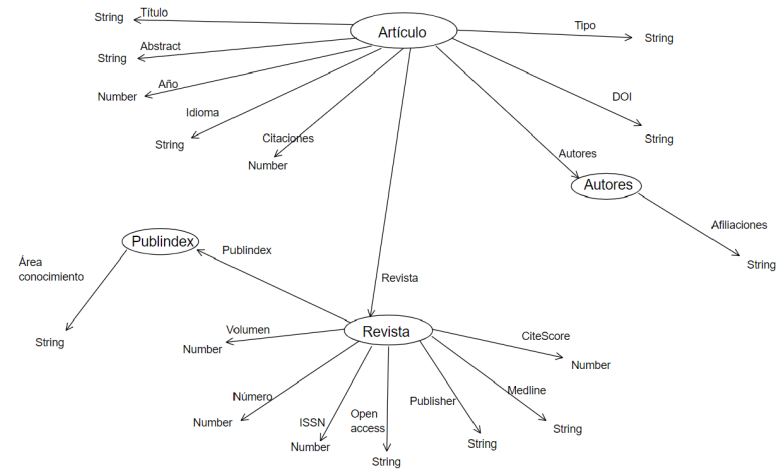 String
Título
Artículo
Tipo
String
Abstract
String
Año
Number
Idioma
String
Citaciones
Number
DOI
String
Autores
Autores
Afiliaciones
String
Publindex
Publindex
Área
conocimiento
String
Revista
Revista
Volumen
Number
CiteScore
Number
Número
Number
ISSN
Number
Open
access
String
Publisher
String
Medline
String